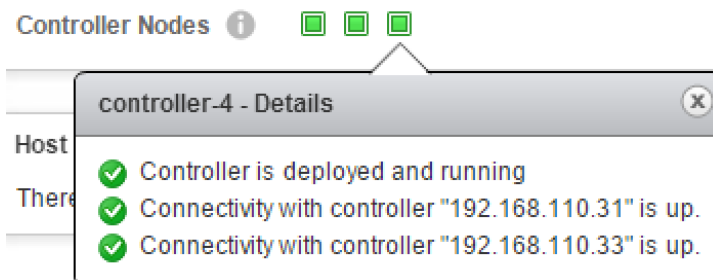 Controller Nodes
controller-4 - Details
Host
Controller is deployed and running
There
Connectivity with controller "192.168.110.31" is up.
Connectivity with controller "192.168.110.33" is up.